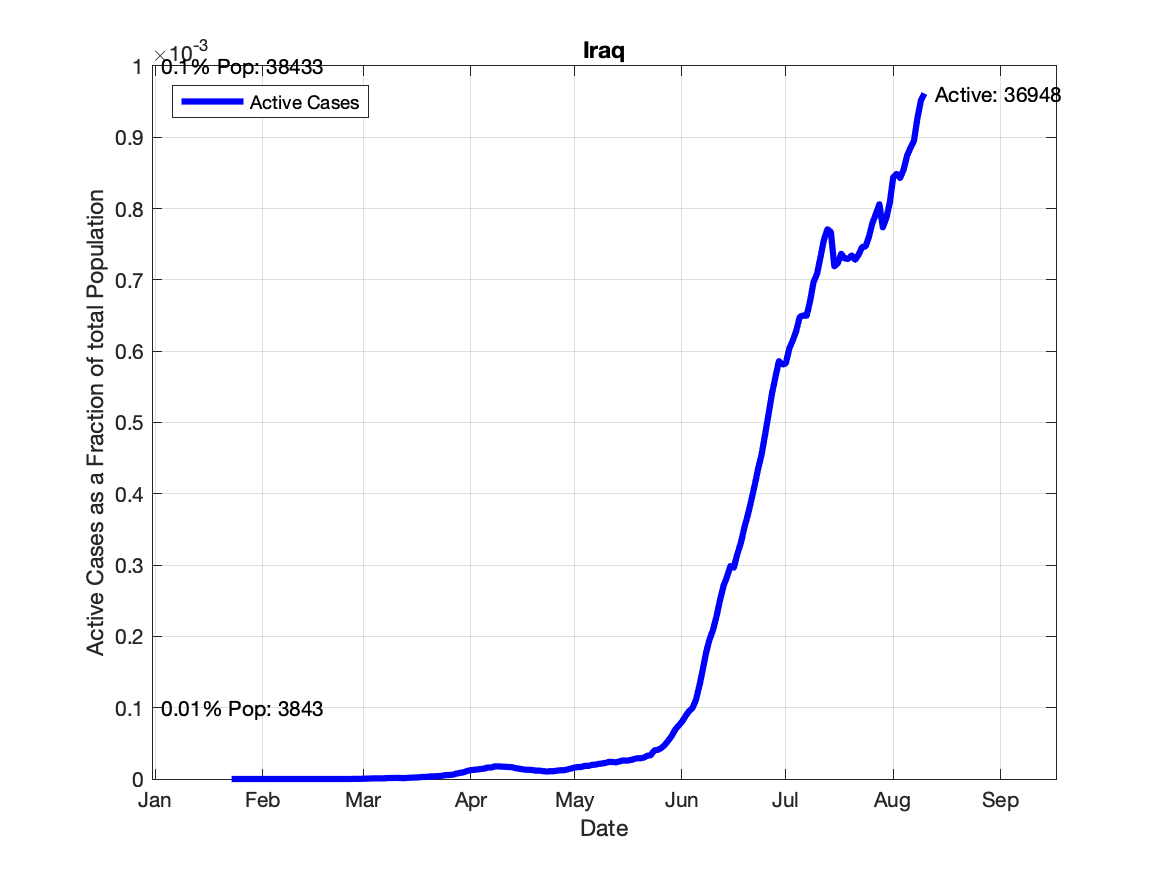 Iraq
×10-3
0.1% Pop: 38433
Active Cases
Active: 36948
0.01% Pop: 3843
1
0.9
0.8
0.7
0.6
0.5
0.4
0.3
0.2
0.1
0
Active Cases as a Fraction of total Population
Jan Feb Mar Apr May Jun Jul Aug Sep
Date